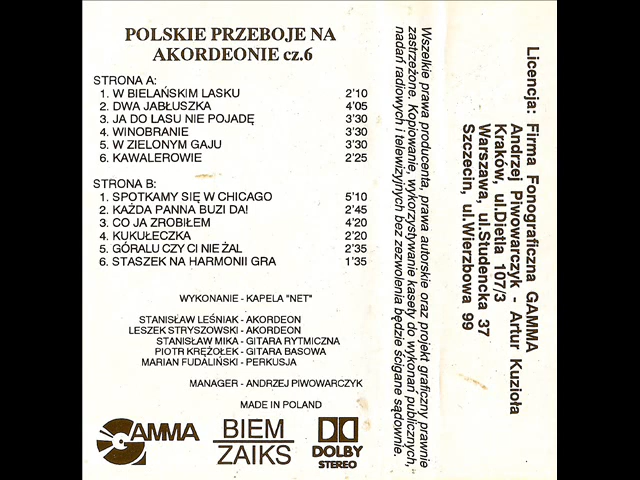 POLSKIE PRZEBOJE NA
AKORDEONIE cz.6
STRONA A:
1. W BIELAŃSKIM LASKU 2'10
2. DWA JABŁUSZKA 4'05
3. JA DO LASU NIE POJADĘ 3'30
4. WINOBRANIE 3'30
5. W ZIELONYM GAJU 3'30
6. KAWALEROWIE 2'25
STRONA B:
1. SPOTKAMY SIĘ W CHICAGO 5'10
2. KAŻDA PANNA BUZI DA! 2'45
3. CO JA ZROBIŁEM 4'20
4. KUKUŁECZKA 2'20
5. GÓRALU CZY CI NIE ŻAL 2'35
6. STASZEK NA HARMONII GRA 1'35
WYKONANIE - KAPELA "NET"
STANISŁAW LEŚNIAK - AKORDEON
LESZEK STRYSZOWSKI - AKORDEON
STANISŁAW MIKA - GITARA RYTMICZNA
PIOTR KRĘŻOŁEK - GITARA BASOWA
MARIAN FUDALIŃSKI - PERKUSJA
MANAGER - ANDRZEJ PIWOWARCZYK
MADE IN POLAND
GAMMA
BIEM
ZAIKS
DOLBY
STEREO
Wszelkie prawa producenta, prawa autorskie oraz projekt graficzny prawnie
zastrzeżone. Kopiowanie, wykorzystywanie kasety do wykonań publicznych,
nadań radiowych i telewizyjnych bez zezwolenia będzie ścigane sądownie.
Licencja: Firma Fonograficzna GAMMA
Andrzej Piwowarczyk - Artur Kuzioła
Kraków, ul.Dietla 107/3
Warszawa, ul.Studencka 37
Szczecin, ul.Wierzbowa 99